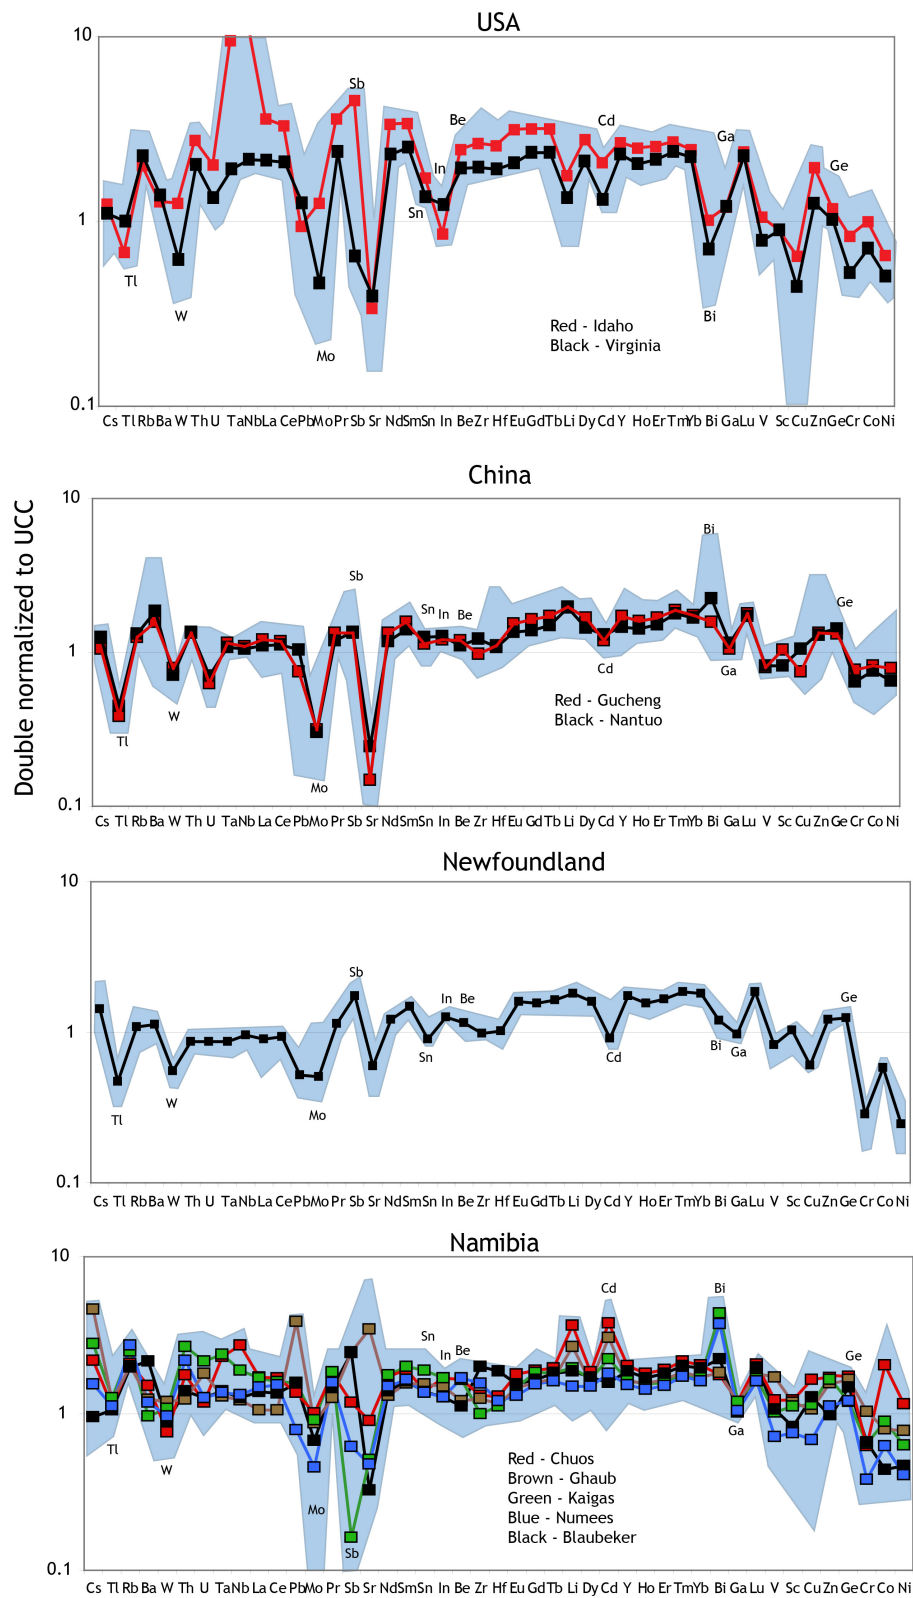 USA
10
Sb
Be
Cd
Ga
In
Ge
1
Sn
Tl
W
Bi
Red - Idaho
Black - Virginia
Mo
0.1
Cs Tl Rb Ba W Th U Ta Nb La Ce Pb Mo Pr Sb Sr Nd Sm Sn In Be Zr Hf Eu Gd Tb Li Dy Cd Y Ho Er Tm Yb Bi Ga Lu V Sc Cu Zn Ge Cr Co Ni
China
Double normalized to UCC
10
Bi
Sb
Ge
Sn In Be
1
Cd
Ga
Red - Gucheng
Black - Nantuo
W
Tl
Mo
0.1
Cs Tl Rb Ba W Th U Ta Nb La Ce Pb Mo Pr Sb Sr Nd Sm Sn In Be Zr Hf Eu Gd Tb Li Dy Cd Y Ho Er Tm Yb Bi Ga Lu V Sc Cu Zn Ge Cr Co Ni
Newfoundland
10
Sb
In Be
Ge
1
Sn
Cd
Bi
Ga
W
Tl
Mo
0.1
Cs Tl Rb Ba W Th U Ta Nb La Ce Pb Mo Pr Sb Sr Nd Sm Sn In Be Zr Hf Eu Gd Tb Li Dy Cd Y Ho Er Tm Yb Bi Ga Lu V Sc Cu Zn Ge Cr Co Ni
Namibia
10
Cd
Bi
Sn
In Be
Ge
1
Ga
Tl
W
Red - Chuos
Brown - Ghaub
Green - Kaigas
Blue - Numees
Black - Blaubeker
Mo
Sb
0.1
Cs Tl Rb Ba W Th U Ta Nb La Ce Pb Mo Pr Sb Sr Nd Sm Sn In Be Zr Hf Eu Gd Tb Li Dy Cd Y Ho Er Tm Yb Bi Ga Lu V Sc Cu Zn Ge Cr Co Ni